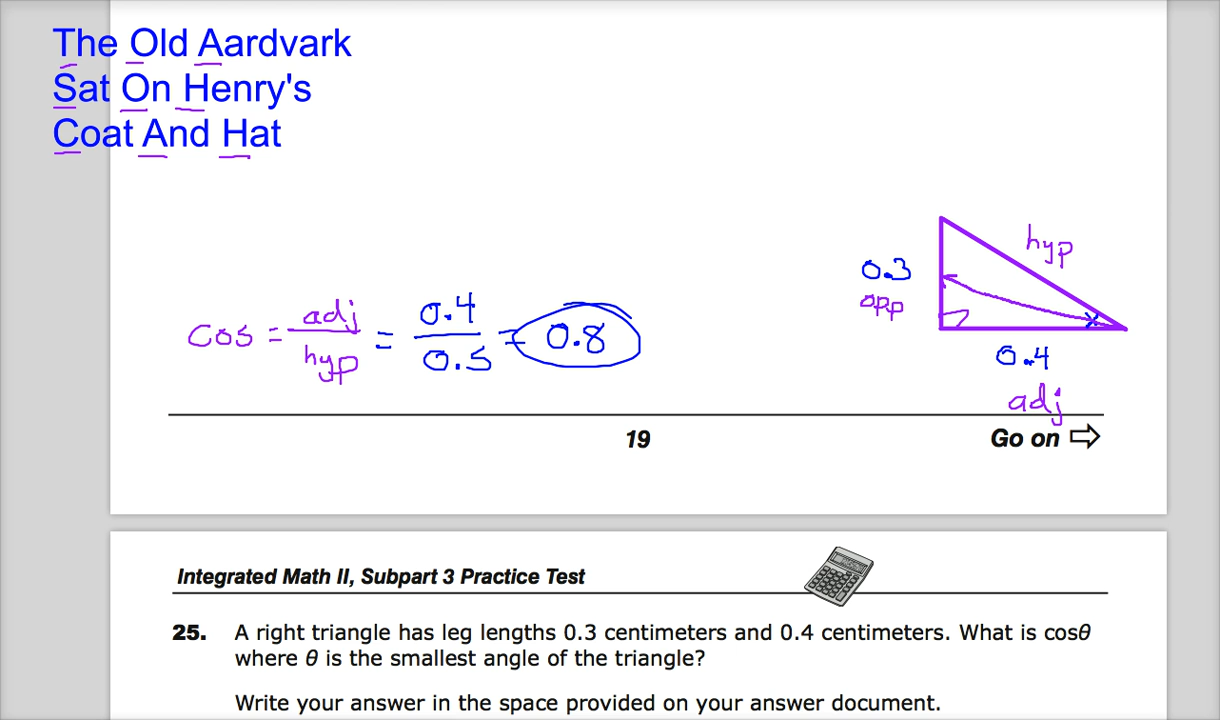 The Old Aardvark
Sat On Henry's
Coat And Hat
hyp
0.3
opp
cos = adj/hyp = 0.4/0.5 = 0.8
0.4
adj
19
Go on
Integrated Math II, Subpart 3 Practice Test
25. A right triangle has leg lengths 0.3 centimeters and 0.4 centimeters. What is cosθ
where θ is the smallest angle of the triangle?
Write your answer in the space provided on your answer document.